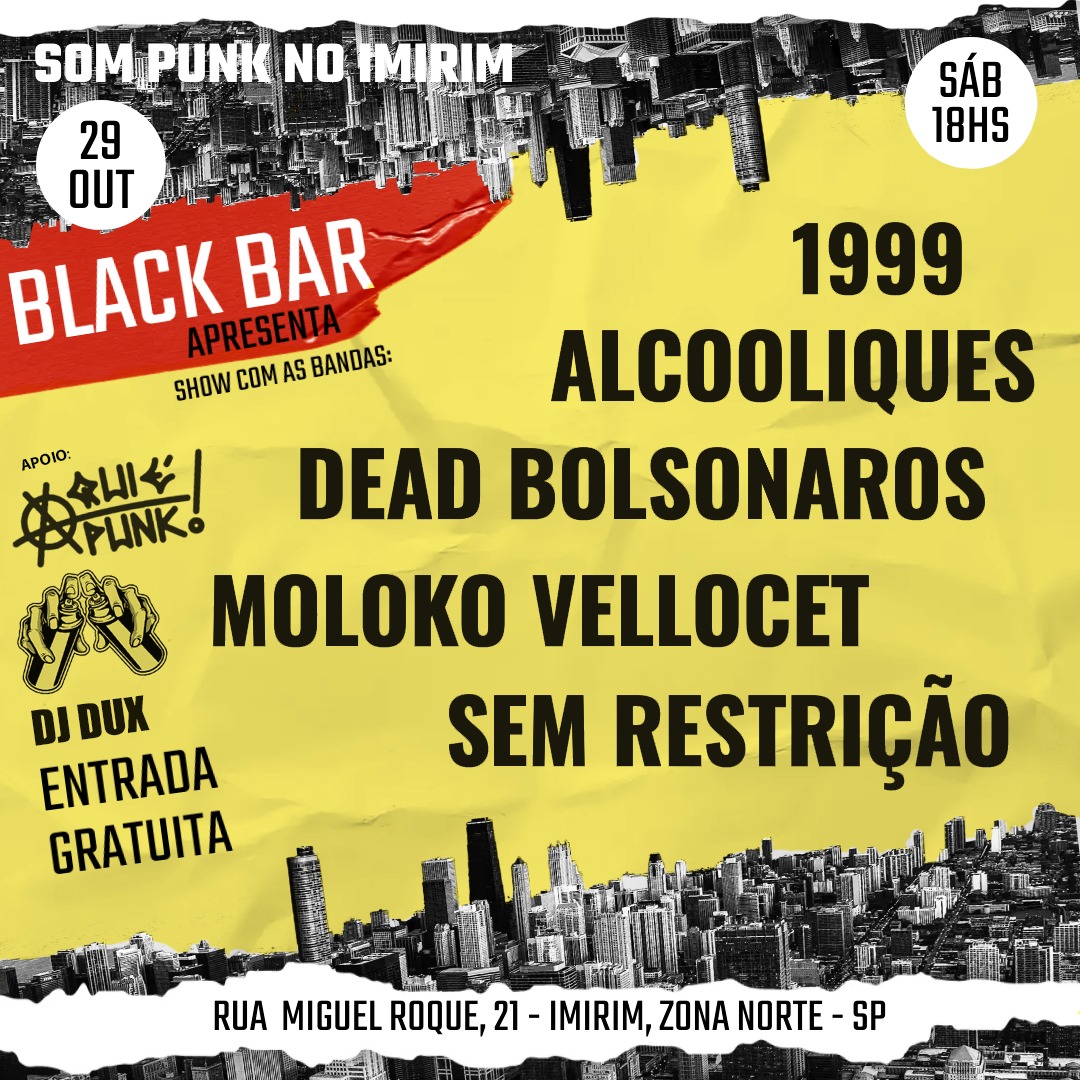 SOM PUNK NO IMIRIM
29
OUT
SÁB
18HS
BLACK BAR
APRESENTA
SHOW COM AS BANDAS:
1999
ALCOOLIQUES
DEAD BOLSONAROS
MOLOKO VELLOCET
SEM RESTRIÇÃO
APOIO:
AQUI É
PUNK!
DJ DUX
ENTRADA
GRATUITA
RUA MIGUEL ROQUE, 21 - IMIRIM, ZONA NORTE - SP